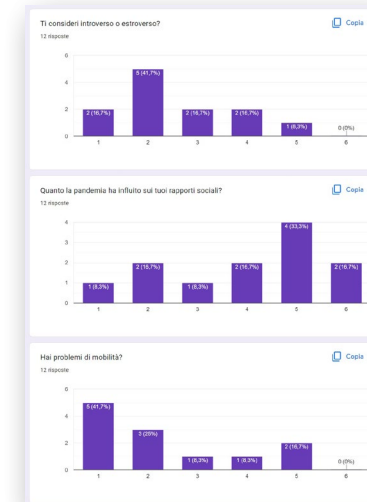 Ti consideri introverso o estroverso?
Copia
12 risposte
6
4
2
0
2 (16,7%)
5 (41,7%)
2 (16,7%)
2 (16,7%)
1 (8,3%)
0 (0%)
1 2 3 4 5 6
Quanto la pandemia ha influito sui tuoi rapporti sociali?
Copia
12 risposte
4
3
2
1
0
1 (8,3%)
2 (16,7%)
1 (8,3%)
2 (16,7%)
4 (33,3%)
2 (16,7%)
1 2 3 4 5 6
Hai problemi di mobilità?
Copia
12 risposte
6
4
2
0
5 (41,7%)
3 (25%)
1 (8,3%)
1 (8,3%)
2 (16,7%)
0 (0%)
1 2 3 4 5 6